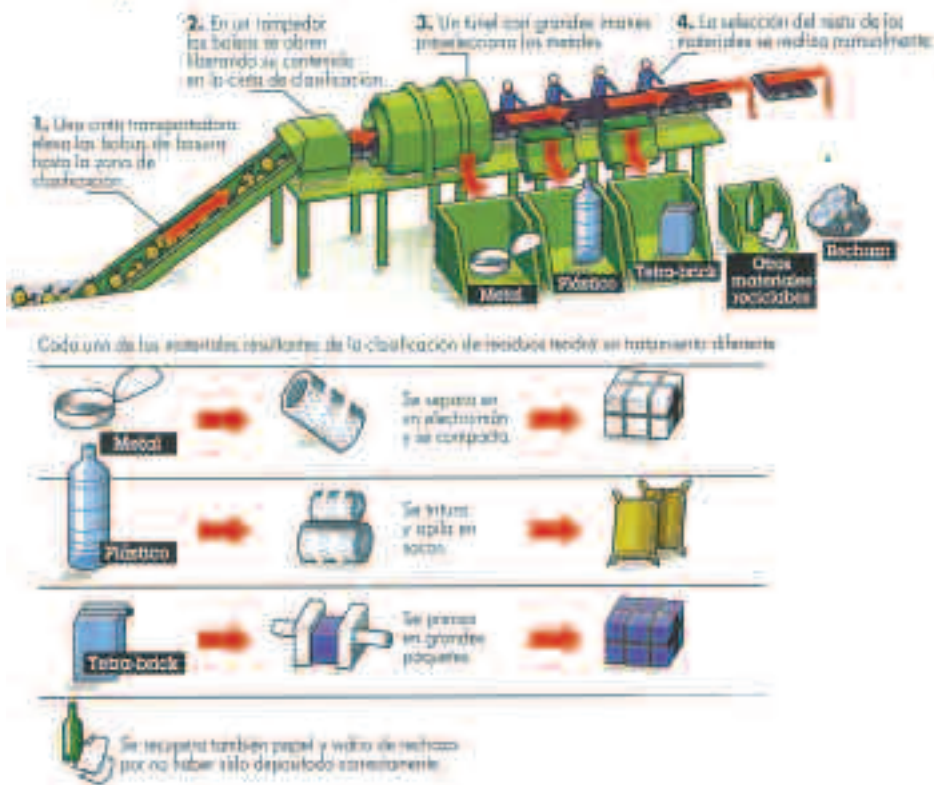 1. Una cinta transportadora
eleva las bolsas de basura
hasta la zona de
clasificación.
2. En un rompedor
las bolsas se abren
liberando su contenido
en la cinta de clasificación.
3. Un túnel con grandes imanes
preselecciona los metales.
4. La selección del resto de los
materiales se realiza manualmente.
Metal
Plástico
Tetra-brick
Otros
materiales
reciclables
Rechazo
Cada uno de los materiales resultantes de la clasificación de residuos tendrá un tratamiento diferente
Metal
Se separa en
un electroimán
y se compacta.
Plástico
Se tritura
y apila en
sacos.
Tetra-brick
Se prensa
en grandes
paquetes.
Se recupera también papel y vidrio de rechazo
por no haber sido depositado correctamente.